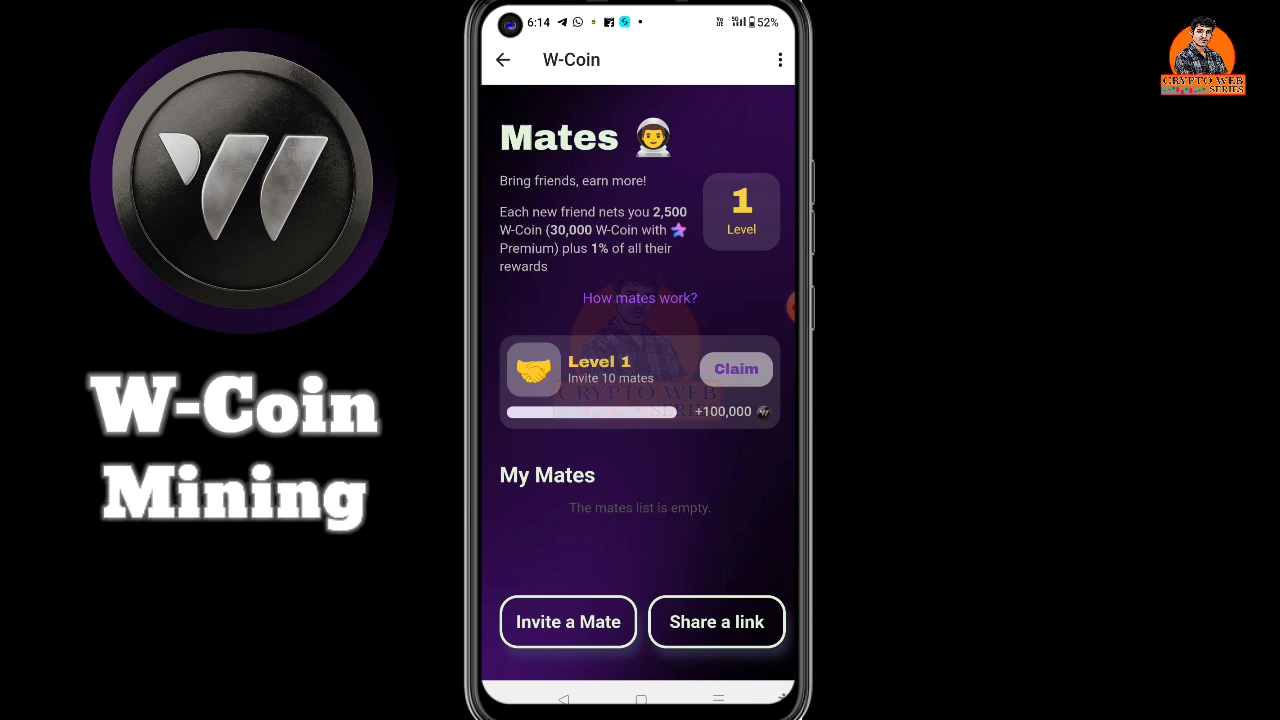 6:14
52%
W-Coin
Mates
Bring friends, earn more!
Each new friend nets you 2,500
W-Coin (30,000 W-Coin with
Premium) plus 1% of all their
rewards
1
Level
How mates work?
Level 1
Invite 10 mates
Claim
+100,000
CRYPTO WEB
SERIES
My Mates
The mates list is empty.
Invite a Mate
Share a link
W-Coin
Mining
CRYPTO WEB
SERIES